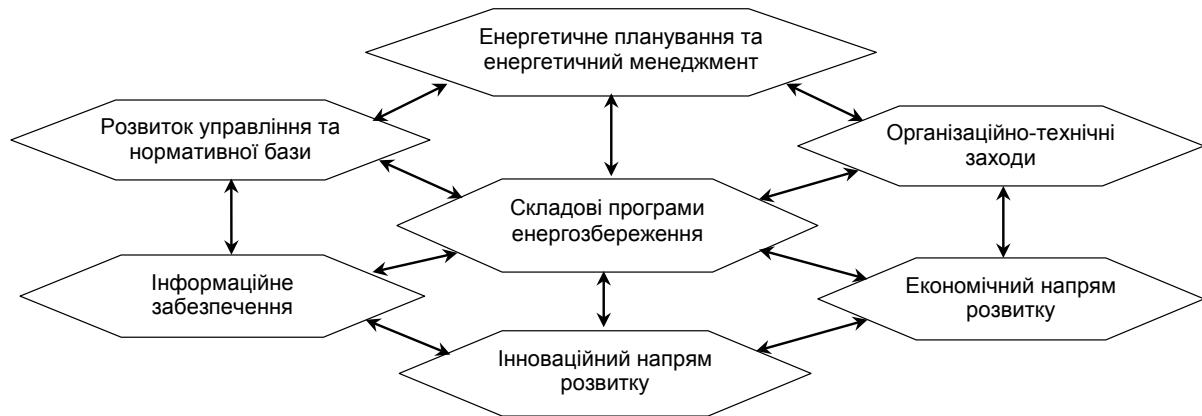 Енергетичне планування та
енергетичний менеджмент
Розвиток управління та
нормативної бази
Організаційно-технічні
заходи
Складові програми
енергозбереження
Інформаційне
забезпечення
Економічний напрям
розвитку
Інноваційний напрям
розвитку